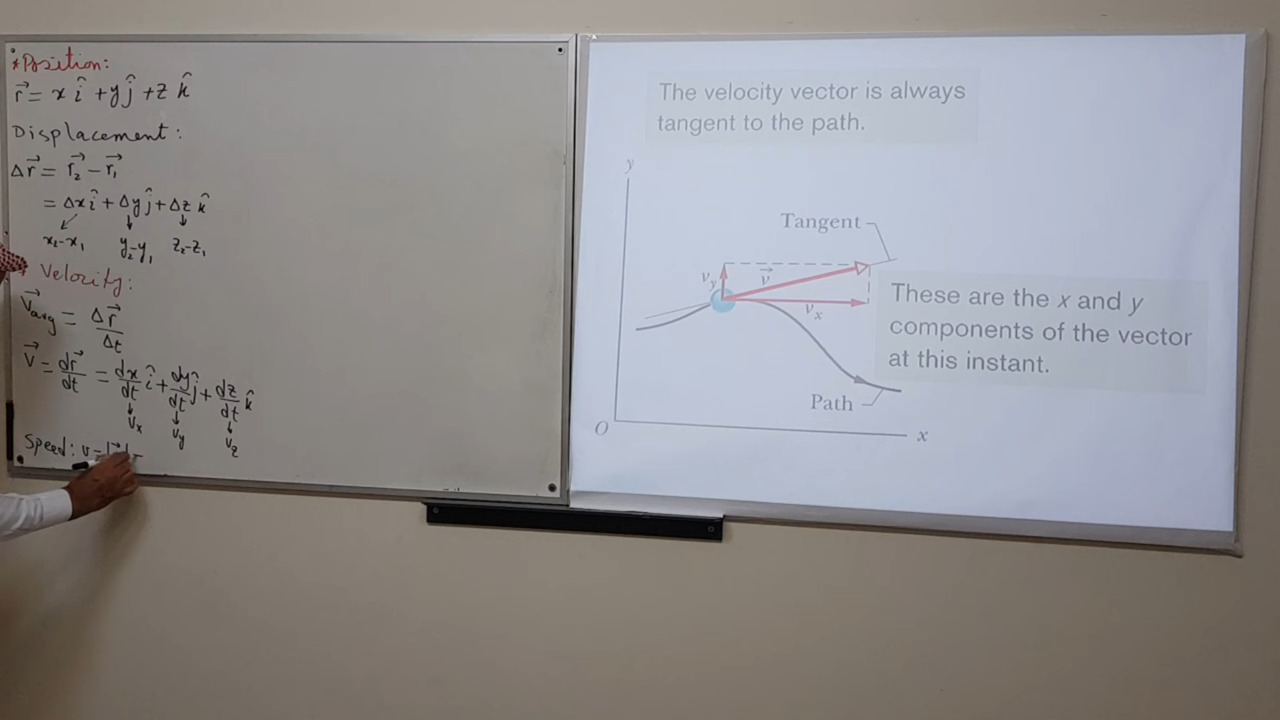 *Position:
r⃗ = x î + y ĵ + z k̂
Displacement:
Δr⃗ = r⃗₂ − r⃗₁
= Δx î + Δy ĵ + Δz k̂
x₂−x₁ y₂−y₁ z₂−z₁
* Velocity:
v⃗avg = Δr⃗/Δt
v⃗ = dr⃗/dt = dx/dt î + dy/dt ĵ + dz/dt k̂
vx vy vz
Speed: v = |v⃗| =
The velocity vector is always
tangent to the path.
y
Tangent
vy
v⃗
vx
These are the x and y
components of the vector
at this instant.
Path
O
x